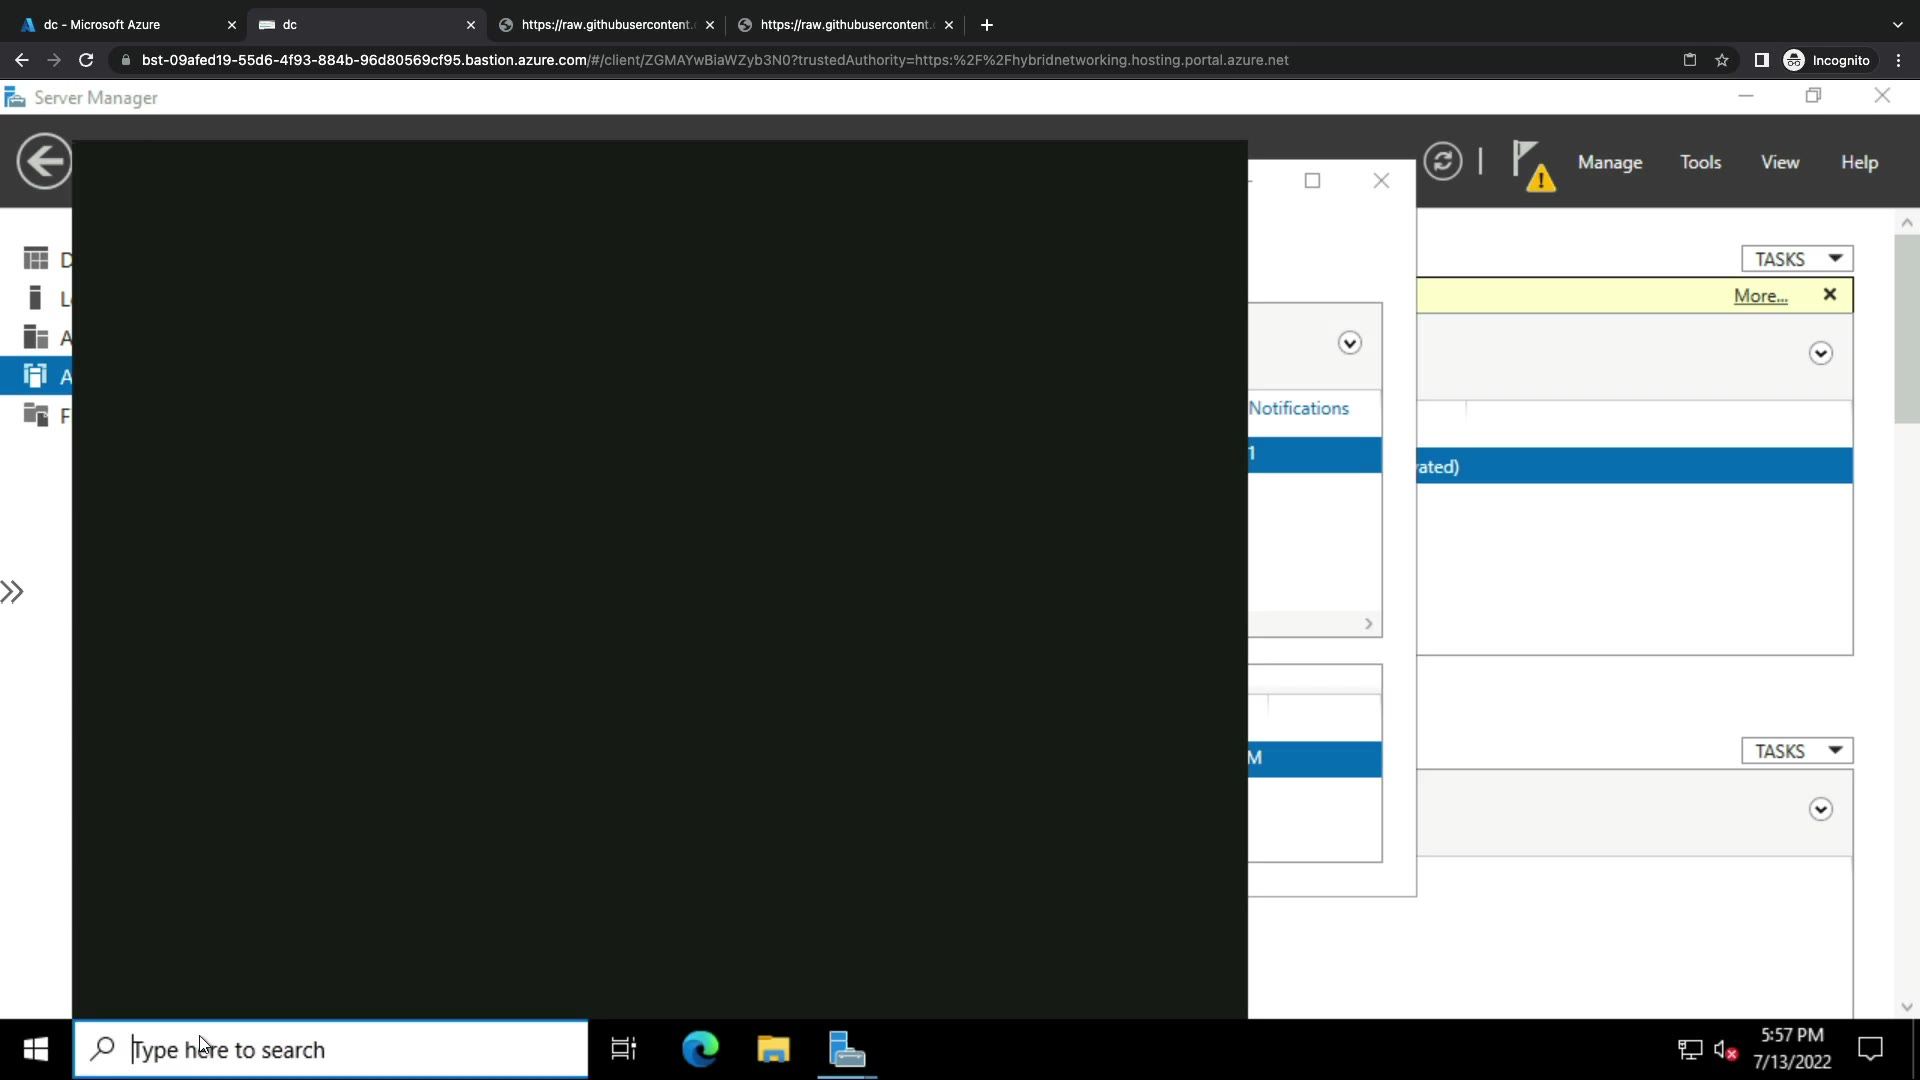 dc - Microsoft Azure
dc
https://raw.githubusercontent.
https://raw.githubusercontent.
bst-09afed19-55d6-4f93-884b-96d80569cf95.bastion.azure.com/#/client/ZGMAYwBiaWZyb3N0?trustedAuthority=https:%2F%2Fhybridnetworking.hosting.portal.azure.net
Incognito
Server Manager
Manage
Tools
View
Help
D
TASKS
More...
L
A
A
F
Notifications
1
ated)
M
TASKS
Type here to search
5:57 PM
7/13/2022